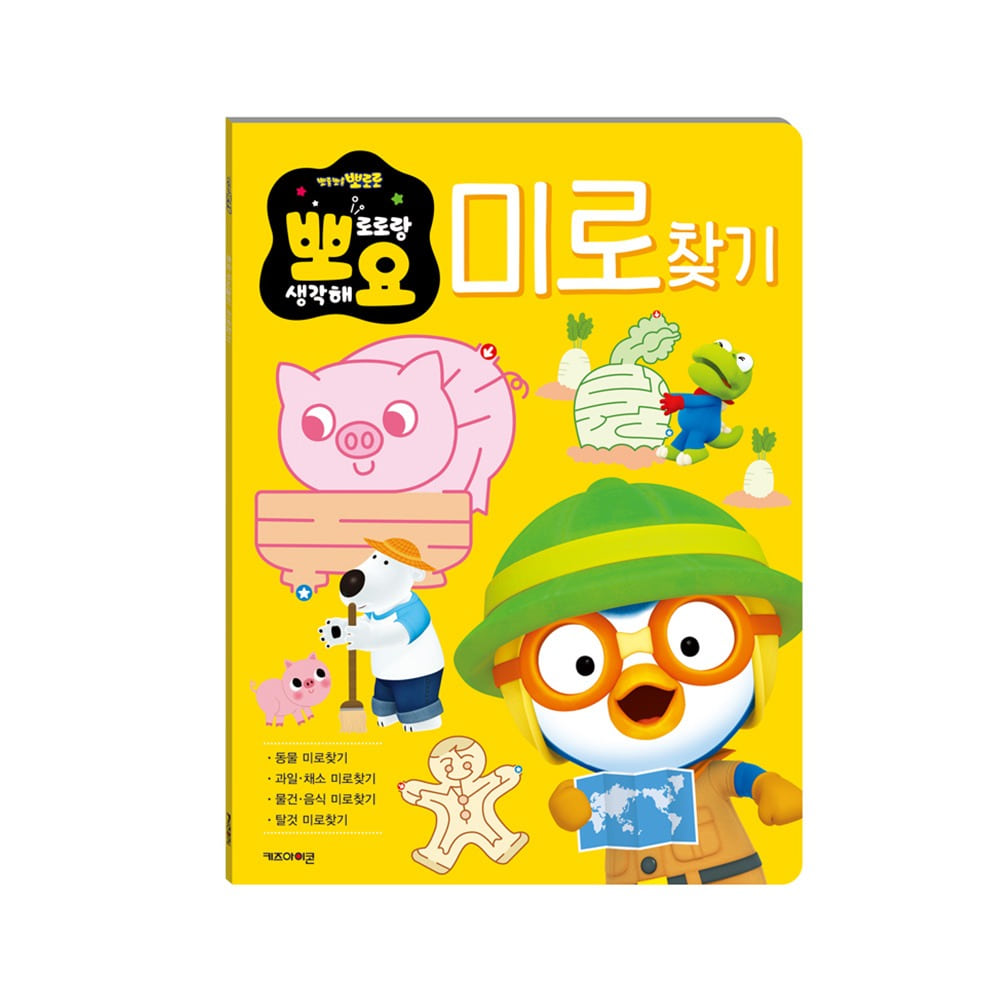 뽀롱뽀롱 뽀로로
뽀로로랑
생각해요
미로 찾기
· 동물 미로찾기
· 과일·채소 미로찾기
· 물건·음식 미로찾기
· 탈것 미로찾기
키즈아이콘